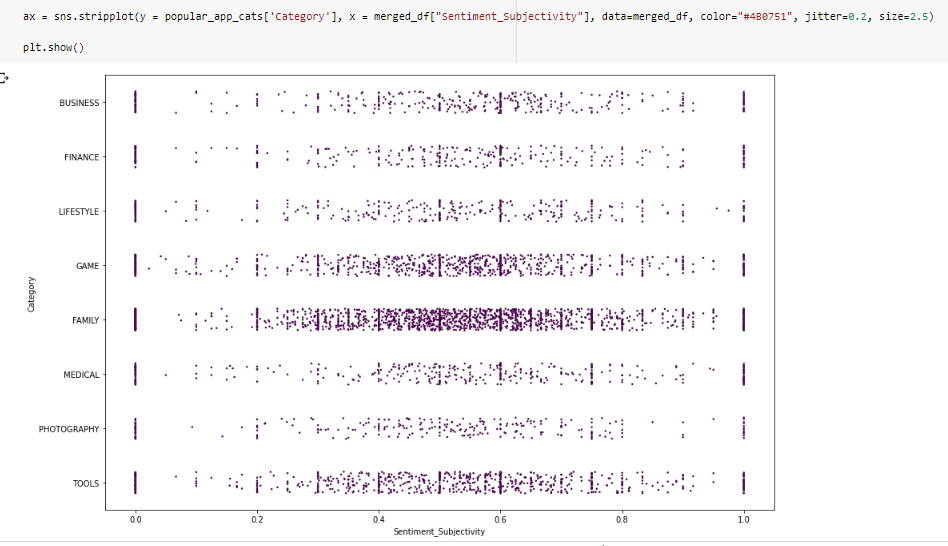 ax = sns.stripplot(y = popular_app_cats['Category'], x = merged_df["Sentiment_Subjectivity"], data=merged_df, color="#4B0751", jitter=0.2, size=2.5)
plt.show()
BUSINESS
FINANCE
LIFESTYLE
GAME
FAMILY
MEDICAL
PHOTOGRAPHY
TOOLS
Category
0.0 0.2 0.4 0.6 0.8 1.0
Sentiment_Subjectivity